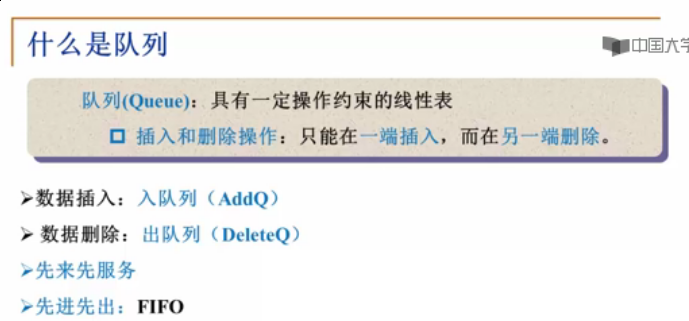 什么是队列
中国大学
队列(Queue)：具有一定操作约束的线性表
插入和删除操作：只能在一端插入，而在另一端删除。
数据插入：入队列（AddQ）
数据删除：出队列（DeleteQ）
先来先服务
先进先出：FIFO